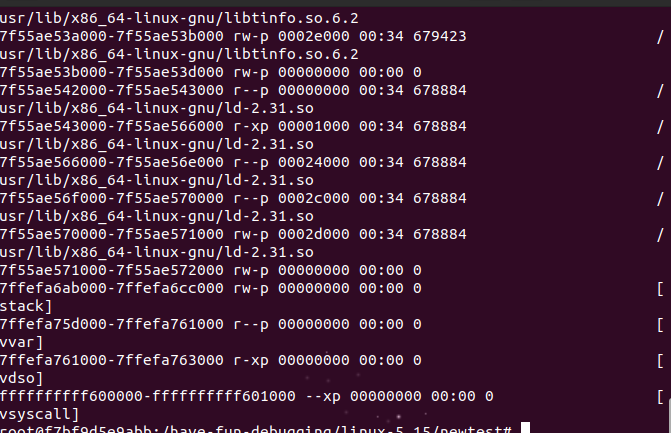 usr/lib/x86_64-linux-gnu/libtinfo.so.6.2
7f55ae53a000-7f55ae53b000 rw-p 0002e000 00:34 679423 /
usr/lib/x86_64-linux-gnu/libtinfo.so.6.2
7f55ae53b000-7f55ae53d000 rw-p 00000000 00:00 0
7f55ae542000-7f55ae543000 r--p 00000000 00:34 678884 /
usr/lib/x86_64-linux-gnu/ld-2.31.so
7f55ae543000-7f55ae566000 r-xp 00001000 00:34 678884 /
usr/lib/x86_64-linux-gnu/ld-2.31.so
7f55ae566000-7f55ae56e000 r--p 00024000 00:34 678884 /
usr/lib/x86_64-linux-gnu/ld-2.31.so
7f55ae56f000-7f55ae570000 r--p 0002c000 00:34 678884 /
usr/lib/x86_64-linux-gnu/ld-2.31.so
7f55ae570000-7f55ae571000 rw-p 0002d000 00:34 678884 /
usr/lib/x86_64-linux-gnu/ld-2.31.so
7f55ae571000-7f55ae572000 rw-p 00000000 00:00 0
7ffefa6ab000-7ffefa6cc000 rw-p 00000000 00:00 0 [
stack]
7ffefa75d000-7ffefa761000 r--p 00000000 00:00 0 [
vvar]
7ffefa761000-7ffefa763000 r-xp 00000000 00:00 0 [
vdso]
ffffffffff600000-ffffffffff601000 --xp 00000000 00:00 0 [
vsyscall]
root@f7bf9d5e9abb:/have-fun-debugging/linux-5.15/newtest#